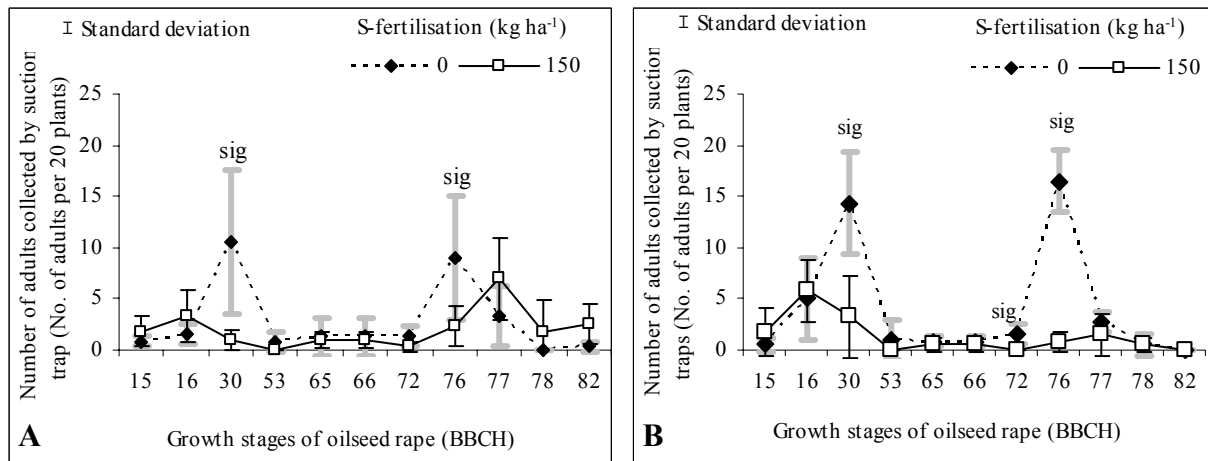 I Standard deviation
S-fertilisation (kg ha-1)
0
150
Number of adults collected by suction
trap (No. of adults per 20 plants)
25
20
15
10
5
0
sig
sig
15 16 30 53 65 66 72 76 77 78 82
Growth stages of oilseed rape (BBCH)
A
I Standard deviation
S-fertilisation (kg ha-1)
0
150
Number of adults collected by suction
traps (No. of adults per 20 plants)
25
20
15
10
5
0
sig
sig
sig
15 16 30 53 65 66 72 76 77 78 82
Growth stages of oilseed rape (BBCH)
B